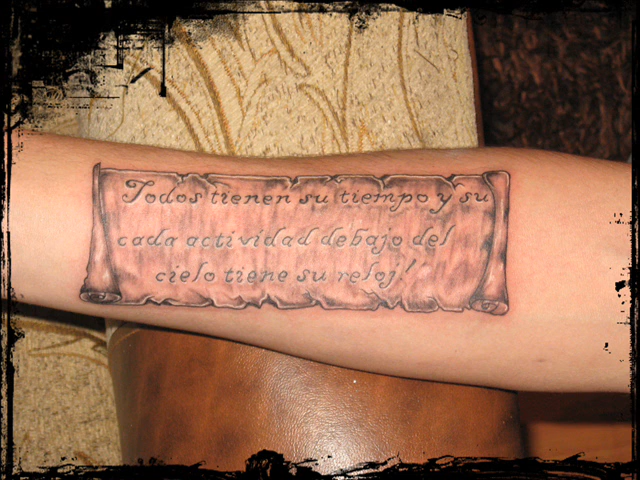 Todos tienen su tiempo y su
cada actividad debajo del
cielo tiene su reloj!